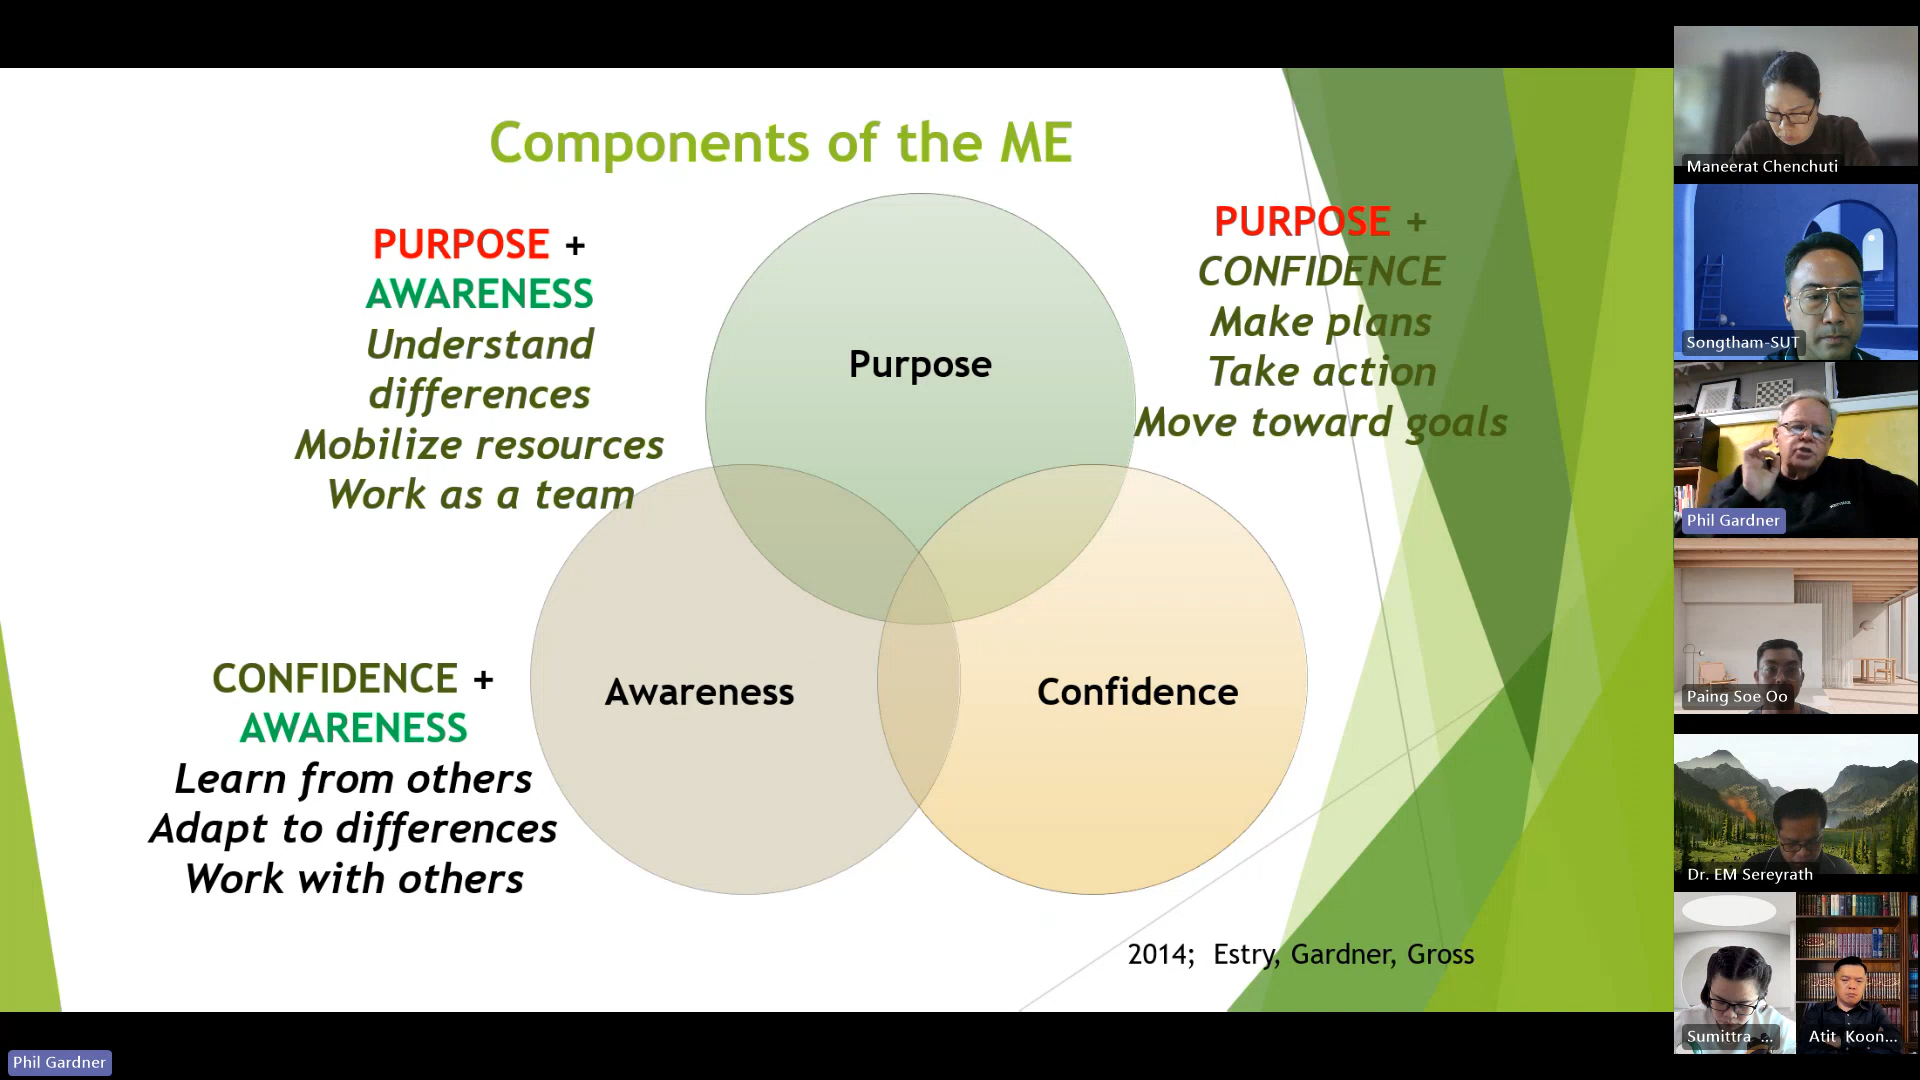 Components of the ME
PURPOSE +
AWARENESS
Understand
differences
Mobilize resources
Work as a team
PURPOSE +
CONFIDENCE
Make plans
Take action
Move toward goals
Purpose
Awareness
Confidence
CONFIDENCE +
AWARENESS
Learn from others
Adapt to differences
Work with others
2014;  Estry, Gardner, Gross
Maneerat Chenchuti
Songtham-SUT
Phil Gardner
Paing Soe Oo
Dr. EM Sereyrath
Sumittra ...
Atit Koon...
Phil Gardner